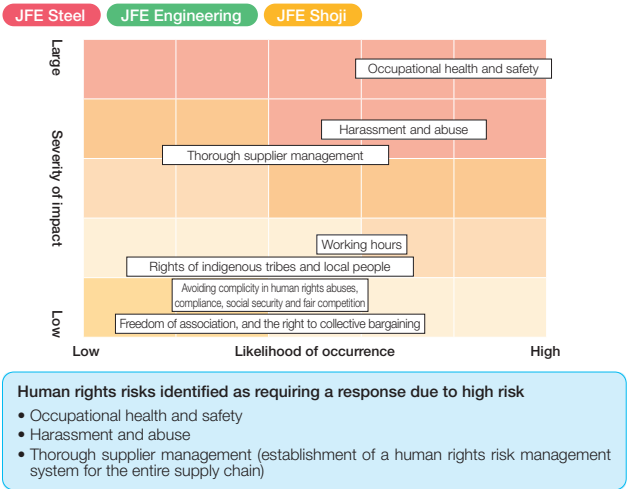 JFE Steel JFE Engineering JFE Shoji
Large
Severity of impact
Low
Occupational health and safety
Harassment and abuse
Thorough supplier management
Working hours
Rights of indigenous tribes and local people
Avoiding complicity in human rights abuses,
compliance, social security and fair competition
Freedom of association, and the right to collective bargaining
Low Likelihood of occurrence High
Human rights risks identified as requiring a response due to high risk
• Occupational health and safety
• Harassment and abuse
• Thorough supplier management (establishment of a human rights risk management
system for the entire supply chain)